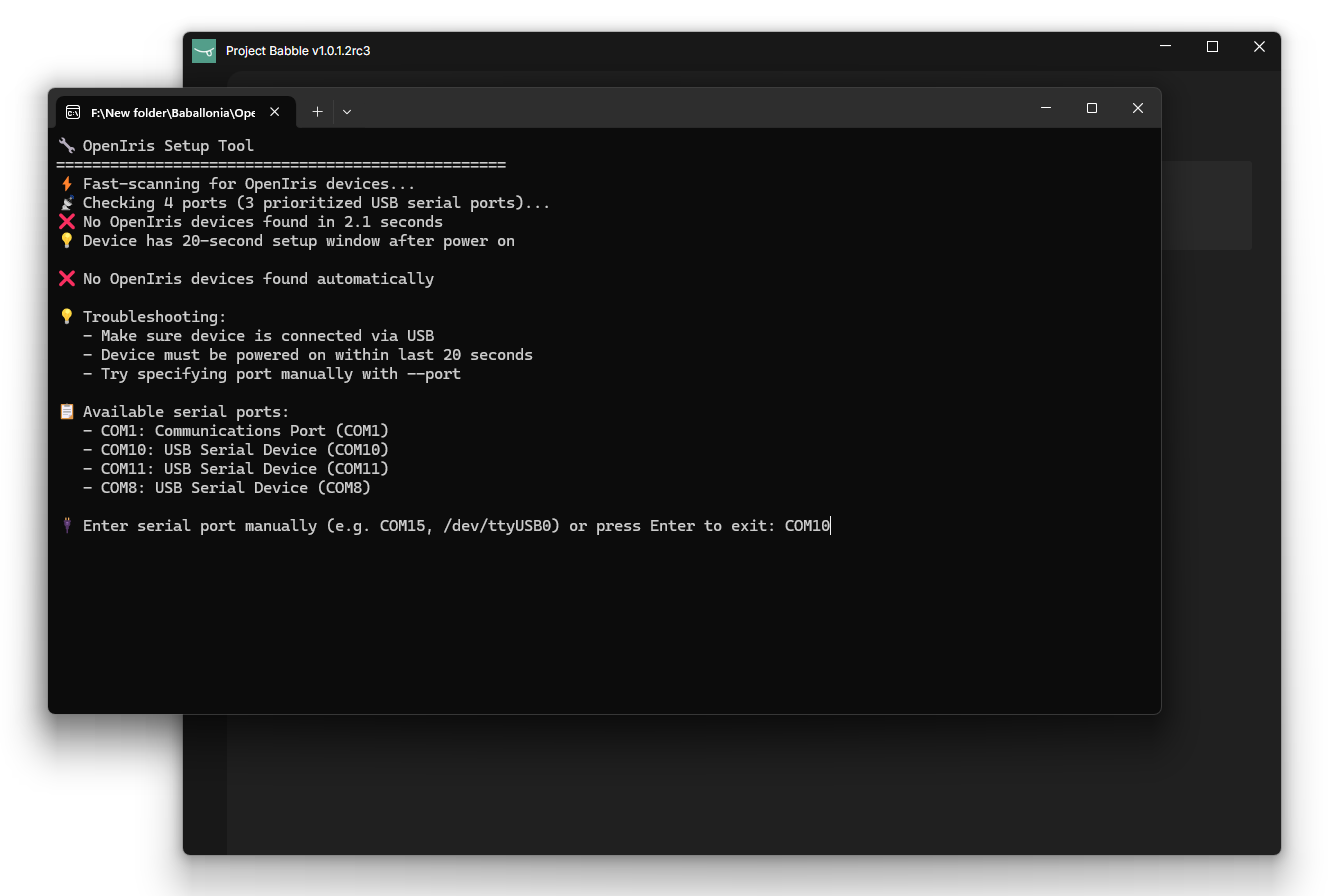 Project Babble v1.0.1.2rc3
F:\New folder\Baballonia\Ope
OpenIris Setup Tool
==================================================
Fast-scanning for OpenIris devices...
Checking 4 ports (3 prioritized USB serial ports)...
No OpenIris devices found in 2.1 seconds
Device has 20-second setup window after power on
No OpenIris devices found automatically
Troubleshooting:
- Make sure device is connected via USB
- Device must be powered on within last 20 seconds
- Try specifying port manually with --port
Available serial ports:
- COM1: Communications Port (COM1)
- COM10: USB Serial Device (COM10)
- COM11: USB Serial Device (COM11)
- COM8: USB Serial Device (COM8)
Enter serial port manually (e.g. COM15, /dev/ttyUSB0) or press Enter to exit: COM10